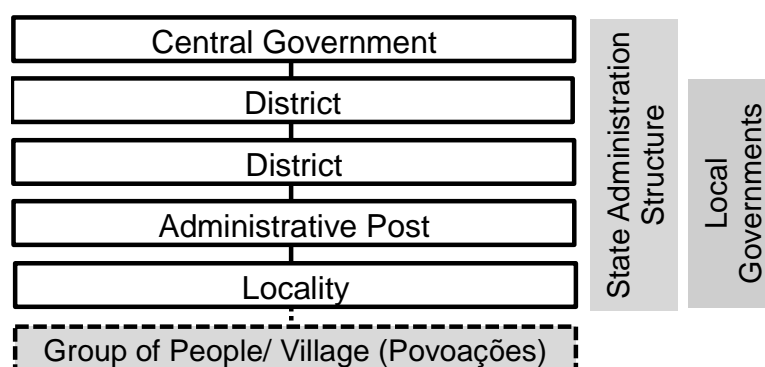 Central Government
District
District
Administrative Post
Locality
Group of People/ Village (Povoações)
State Administration
Structure
Local
Governments